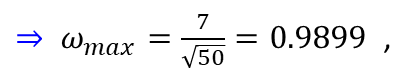 ⇒ ω_max = 7/√50 = 0.9899 ,